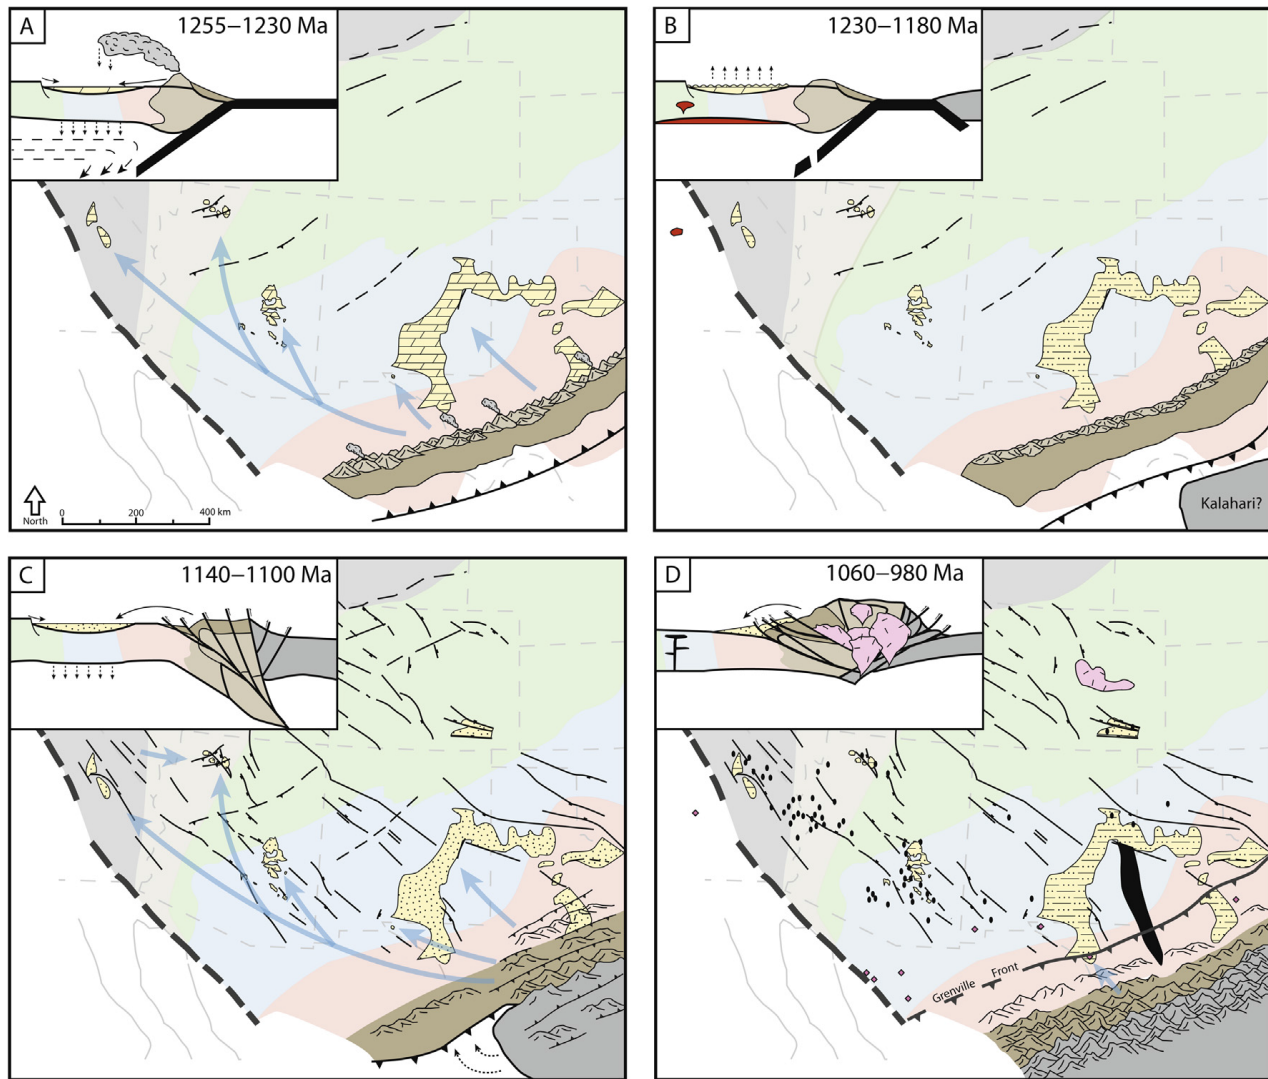 A
1255–1230 Ma
North
0 200 400 km
B
1230–1180 Ma
Kalahari?
C
1140–1100 Ma
D
1060–980 Ma
Grenville Front